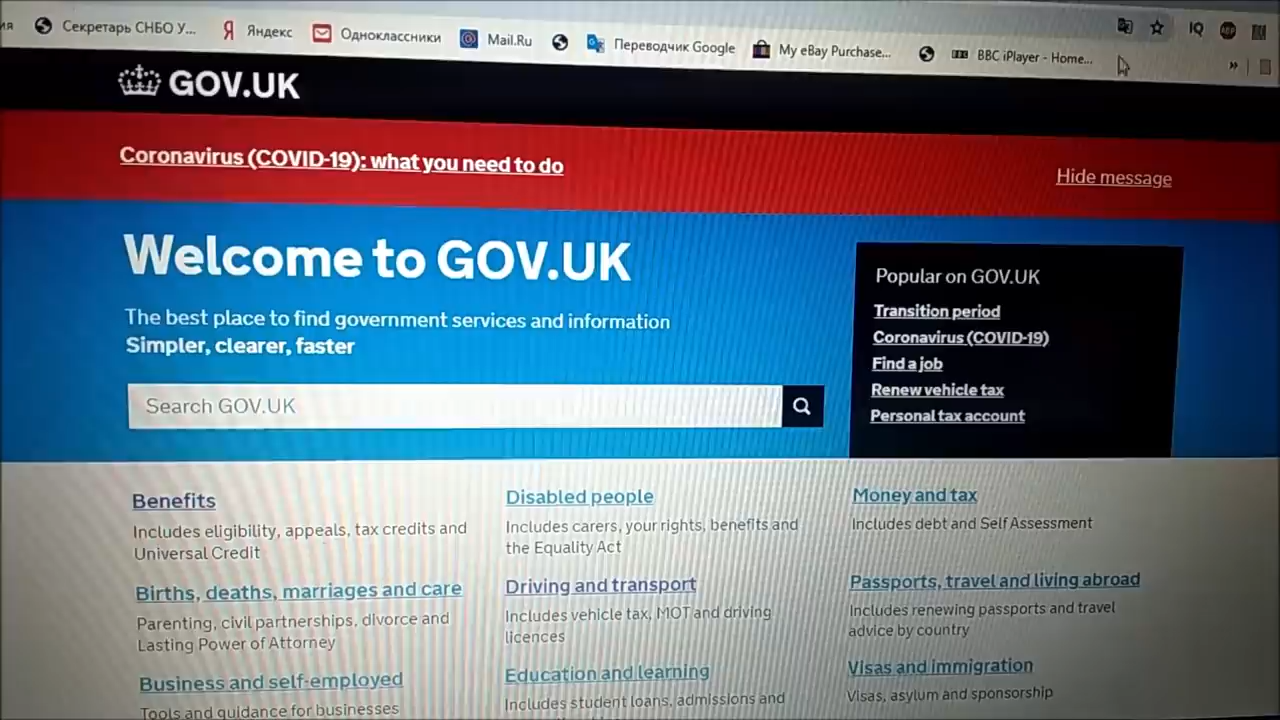 ия
Секретарь СНБО У...
Яндекс
Одноклассники
Mail.Ru
Переводчик Google
My eBay Purchase...
BBC iPlayer - Home...
IQ
ABP
»
GOV.UK
Coronavirus (COVID-19): what you need to do
Hide message
Welcome to GOV.UK
The best place to find government services and information
Simpler, clearer, faster
Search GOV.UK
Popular on GOV.UK
Transition period
Coronavirus (COVID-19)
Find a job
Renew vehicle tax
Personal tax account
Benefits
Includes eligibility, appeals, tax credits and
Universal Credit
Disabled people
Includes carers, your rights, benefits and
the Equality Act
Money and tax
Includes debt and Self Assessment
Births, deaths, marriages and care
Parenting, civil partnerships, divorce and
Lasting Power of Attorney
Driving and transport
Includes vehicle tax, MOT and driving
licences
Passports, travel and living abroad
Includes renewing passports and travel
advice by country
Business and self-employed
Tools and guidance for businesses
Education and learning
Includes student loans, admissions and
Visas and immigration
Visas, asylum and sponsorship